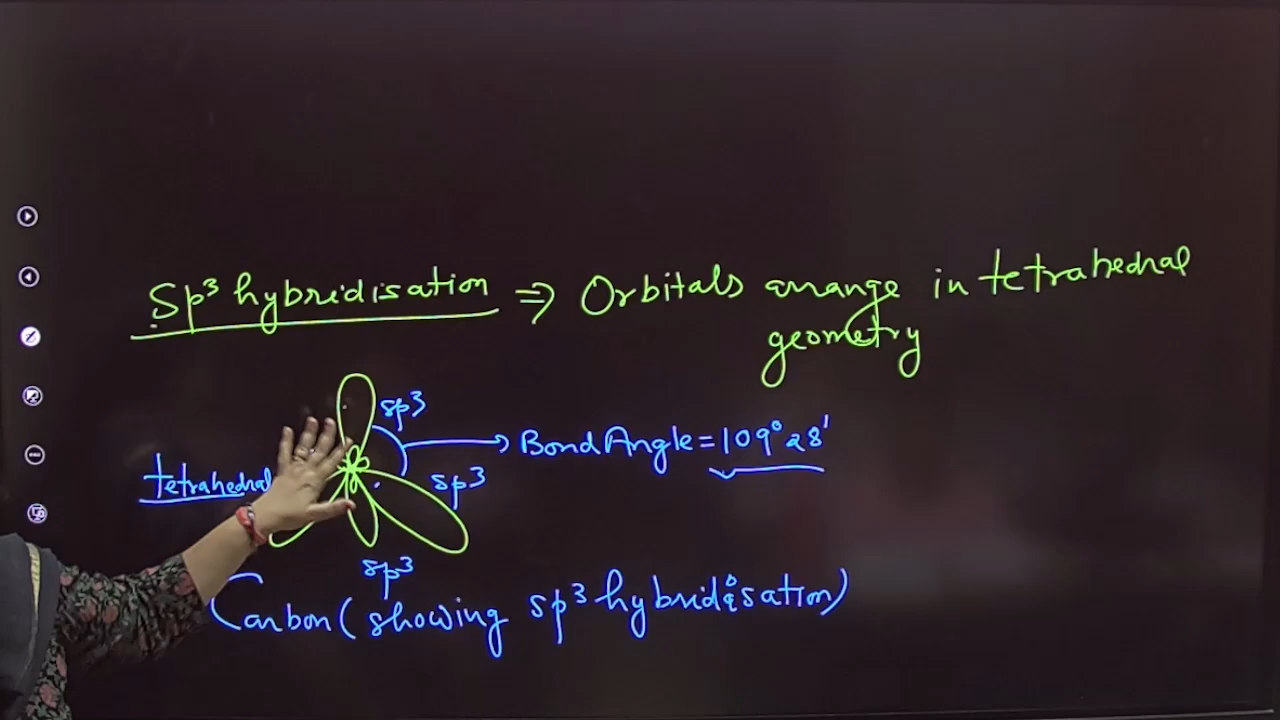 Sp³ hybridisation ⇒ Orbitals arrange in tetrahedral
geometry
sp3
Bond Angle = 109° 28'
tetrahedral
sp3
sp3
Carbon (showing sp³ hybridisation)